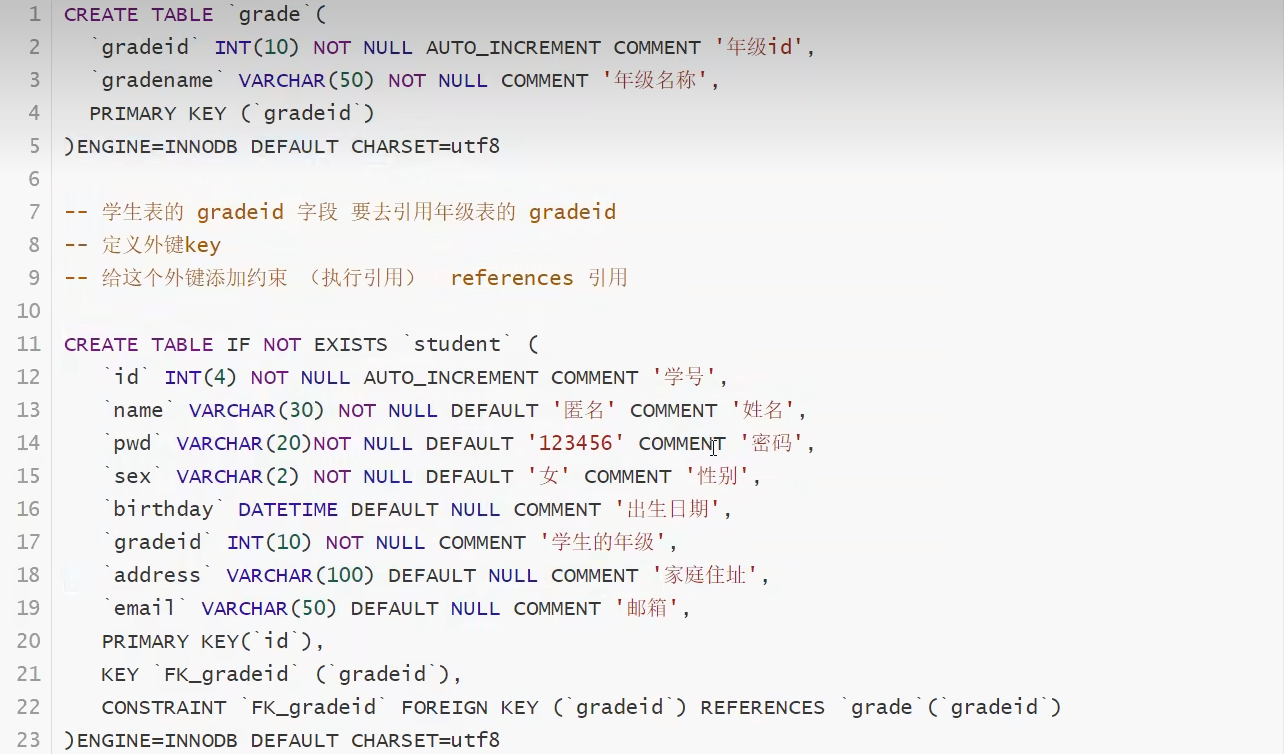 1 CREATE TABLE `grade`(
2 `gradeid` INT(10) NOT NULL AUTO_INCREMENT COMMENT '年级id',
3 `gradename` VARCHAR(50) NOT NULL COMMENT '年级名称',
4 PRIMARY KEY (`gradeid`)
5 )ENGINE=INNODB DEFAULT CHARSET=utf8
6
7 -- 学生表的 gradeid 字段 要去引用年级表的 gradeid
8 -- 定义外键key
9 -- 给这个外键添加约束 （执行引用） references 引用
10
11 CREATE TABLE IF NOT EXISTS `student` (
12 `id` INT(4) NOT NULL AUTO_INCREMENT COMMENT '学号',
13 `name` VARCHAR(30) NOT NULL DEFAULT '匿名' COMMENT '姓名',
14 `pwd` VARCHAR(20)NOT NULL DEFAULT '123456' COMMENT '密码',
15 `sex` VARCHAR(2) NOT NULL DEFAULT '女' COMMENT '性别',
16 `birthday` DATETIME DEFAULT NULL COMMENT '出生日期',
17 `gradeid` INT(10) NOT NULL COMMENT '学生的年级',
18 `address` VARCHAR(100) DEFAULT NULL COMMENT '家庭住址',
19 `email` VARCHAR(50) DEFAULT NULL COMMENT '邮箱',
20 PRIMARY KEY(`id`),
21 KEY `FK_gradeid` (`gradeid`),
22 CONSTRAINT `FK_gradeid` FOREIGN KEY (`gradeid`) REFERENCES `grade`(`gradeid`)
23 )ENGINE=INNODB DEFAULT CHARSET=utf8